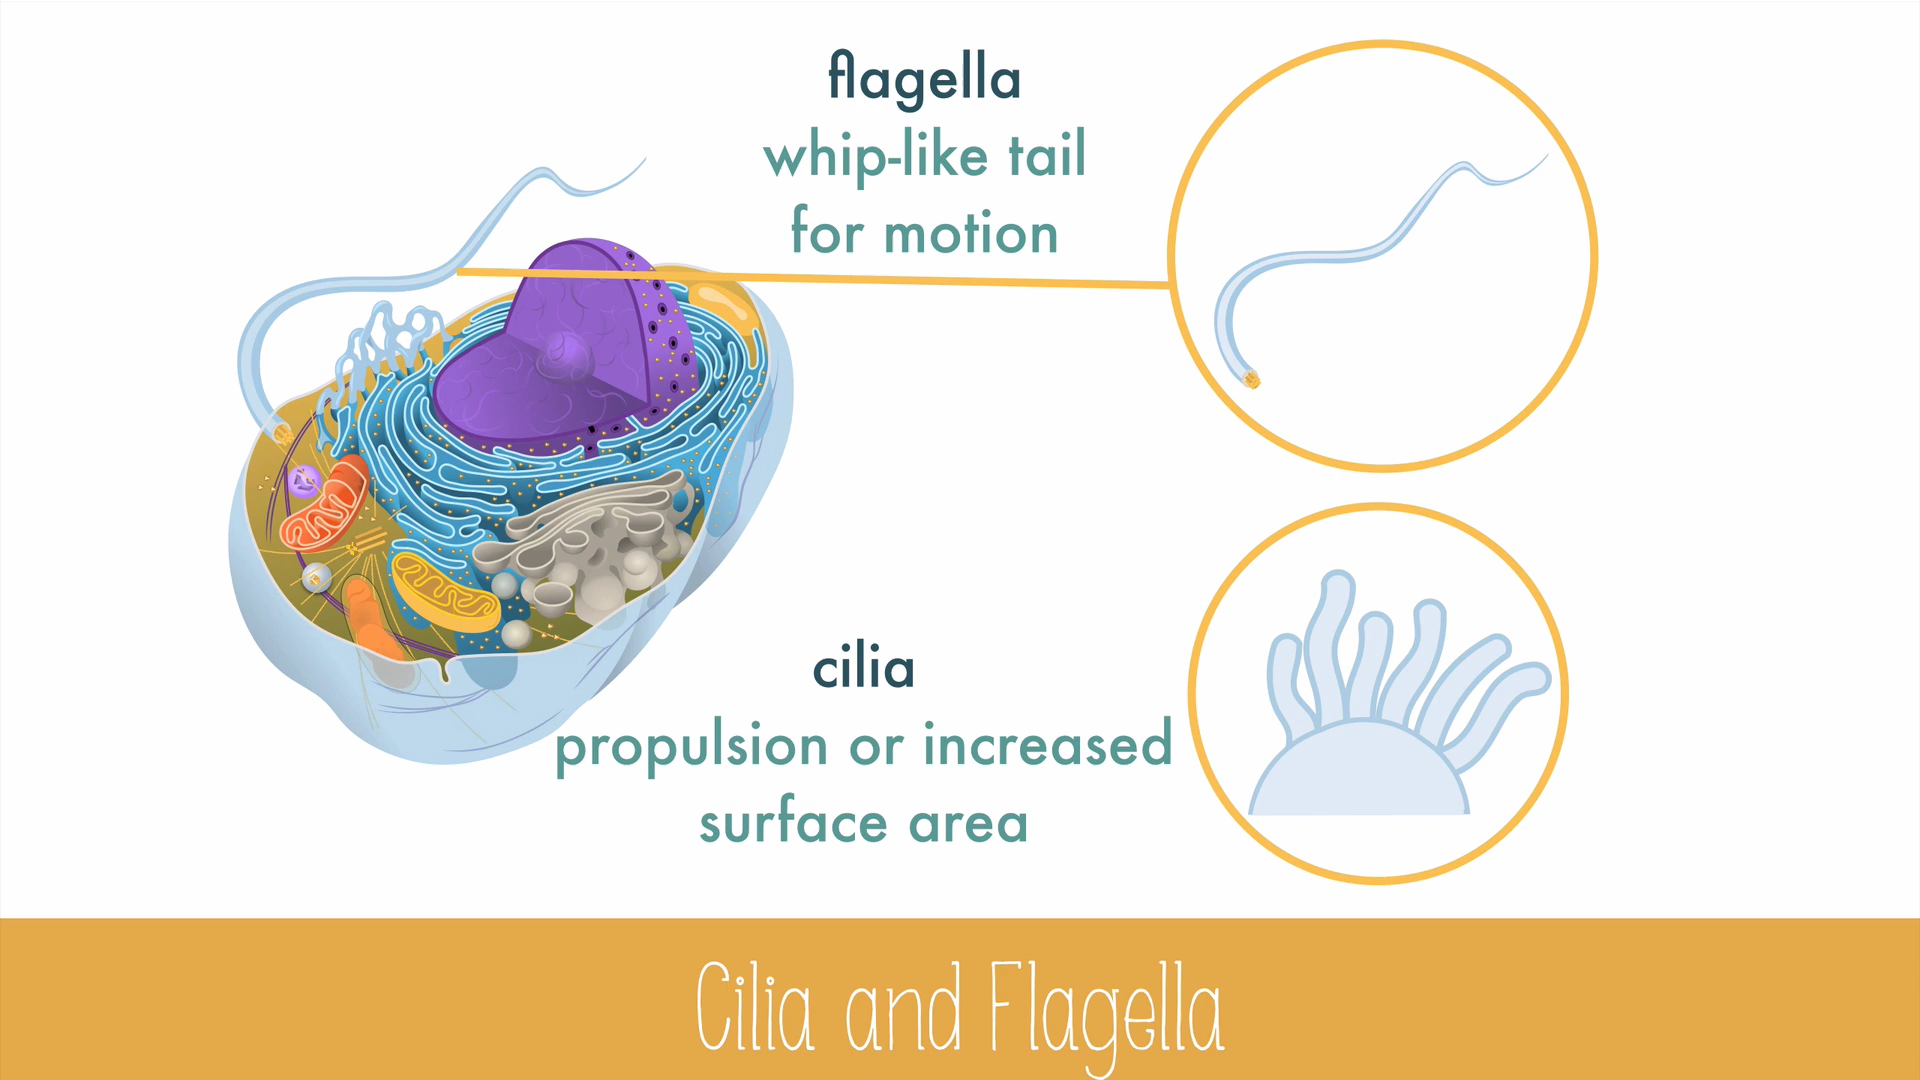 flagella
whip-like tail
for motion
cilia
propulsion or increased
surface area
Cilia and Flagella